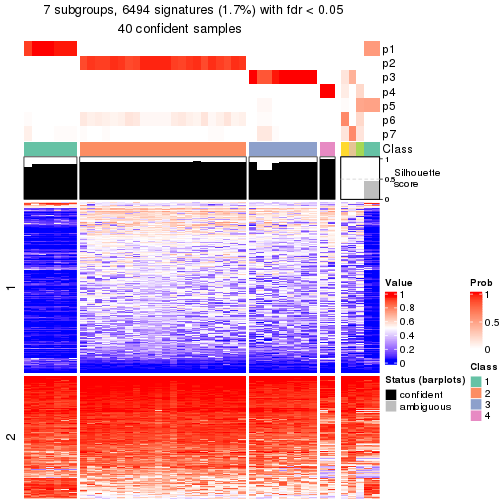 7 subgroups, 6494 signatures (1.7%) with fdr < 0.05
40 confident samples
p1
p2
p3
p4
p5
p6
p7
Class
1
0.5
0
Silhouette
score
1
2
Value
1
0.8
0.6
0.4
0.2
0
Status (barplots)
confident
ambiguous
Prob
1
0.5
0
Class
1
2
3
4